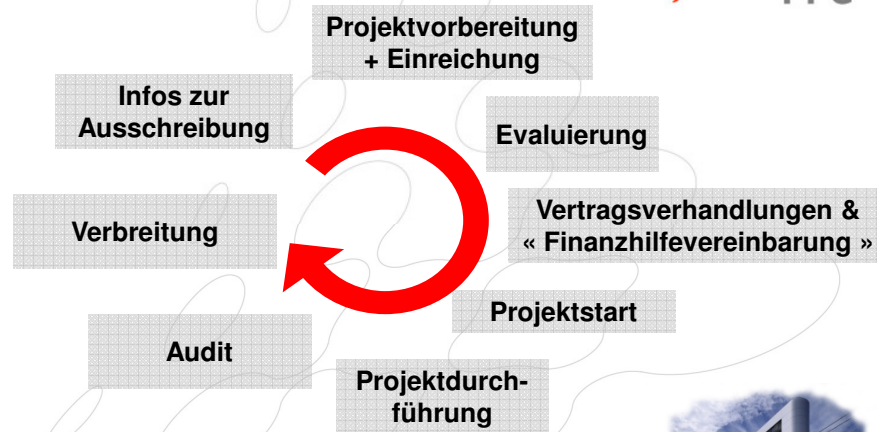 Projektvorbereitung
+ Einreichung
Infos zur
Ausschreibung
Evaluierung
Vertragsverhandlungen &
« Finanzhilfevereinbarung »
Verbreitung
Projektstart
Audit
Projektdurch-
führung